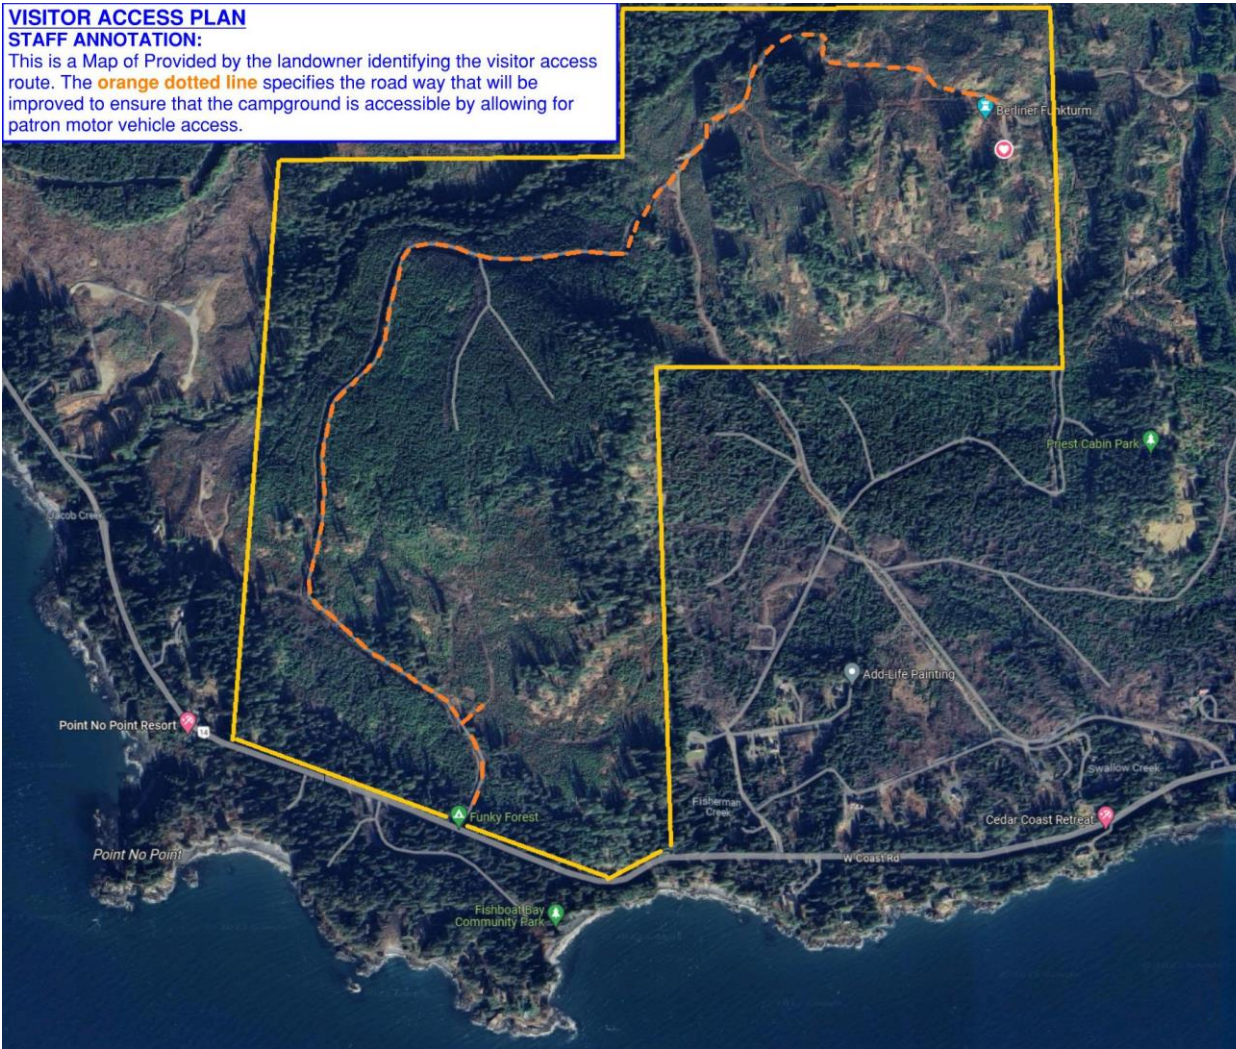 VISITOR ACCESS PLAN
STAFF ANNOTATION:
This is a Map of Provided by the landowner identifying the visitor access
route. The orange dotted line specifies the road way that will be
improved to ensure that the campground is accessible by allowing for
patron motor vehicle access.
Berliner Funkturm
Priest Cabin Park
Jacob Creek
Add-Life Painting
Point No Point Resort
14
Swallow Creek
Fisherman
Creek
Funky Forest
Cedar Coast Retreat
Point No Point
W Coast Rd
Fishboat Bay
Community Park